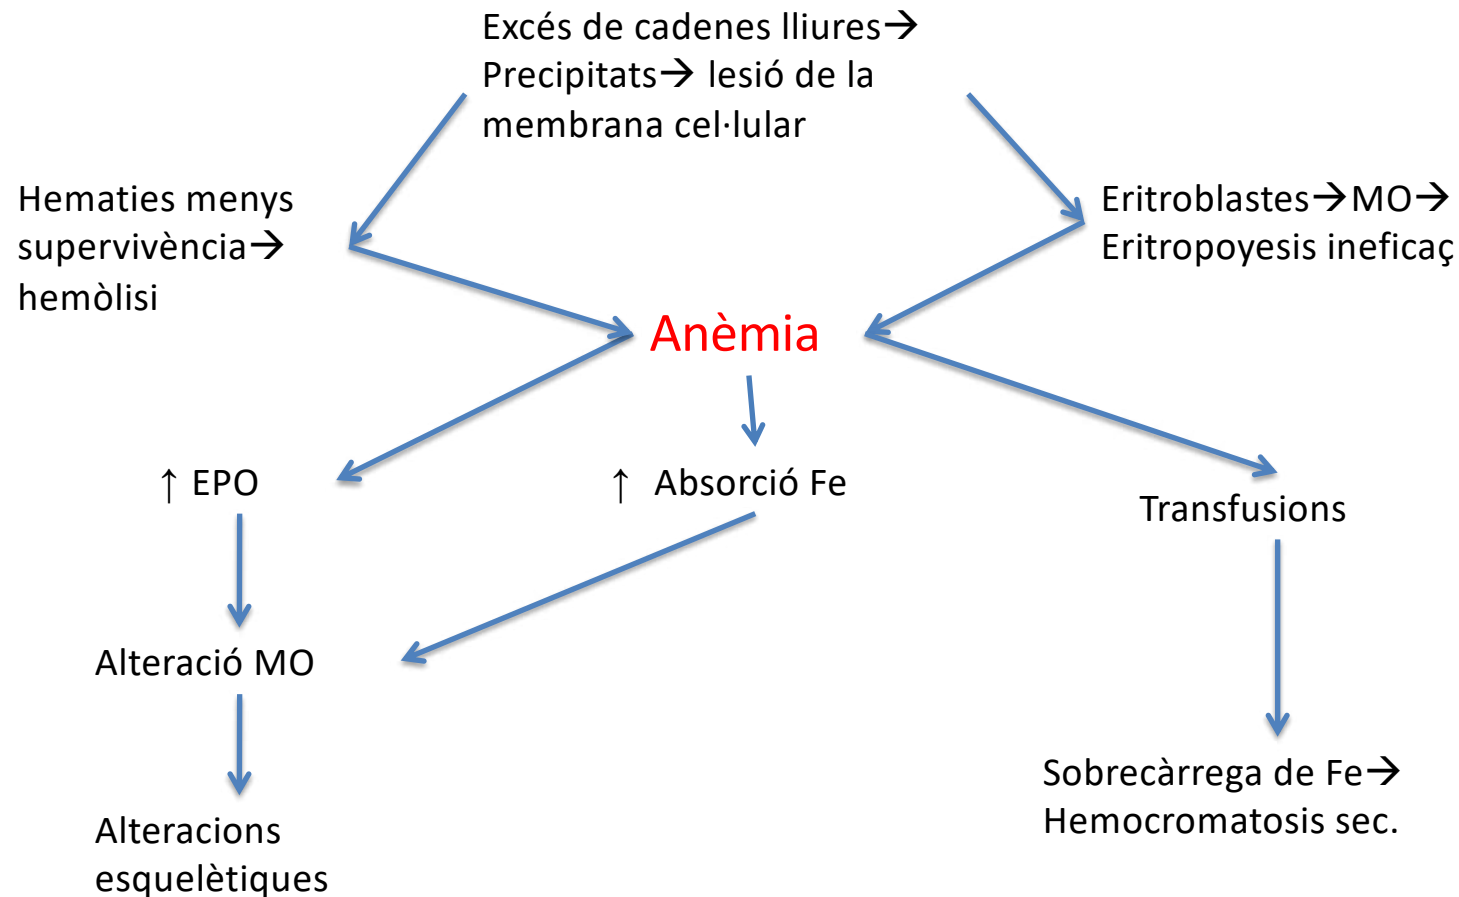 Excés de cadenes lliures→
Precipitats→ lesió de la
membrana cel·lular
Hematies menys
supervivència→
hemòlisi
Eritroblastes→MO→
Eritropoyesis ineficaç
Anèmia
↑ EPO
↑ Absorció Fe
Transfusions
Alteració MO
Sobrecàrrega de Fe→
Hemocromatosis sec.
Alteracions
esquelètiques